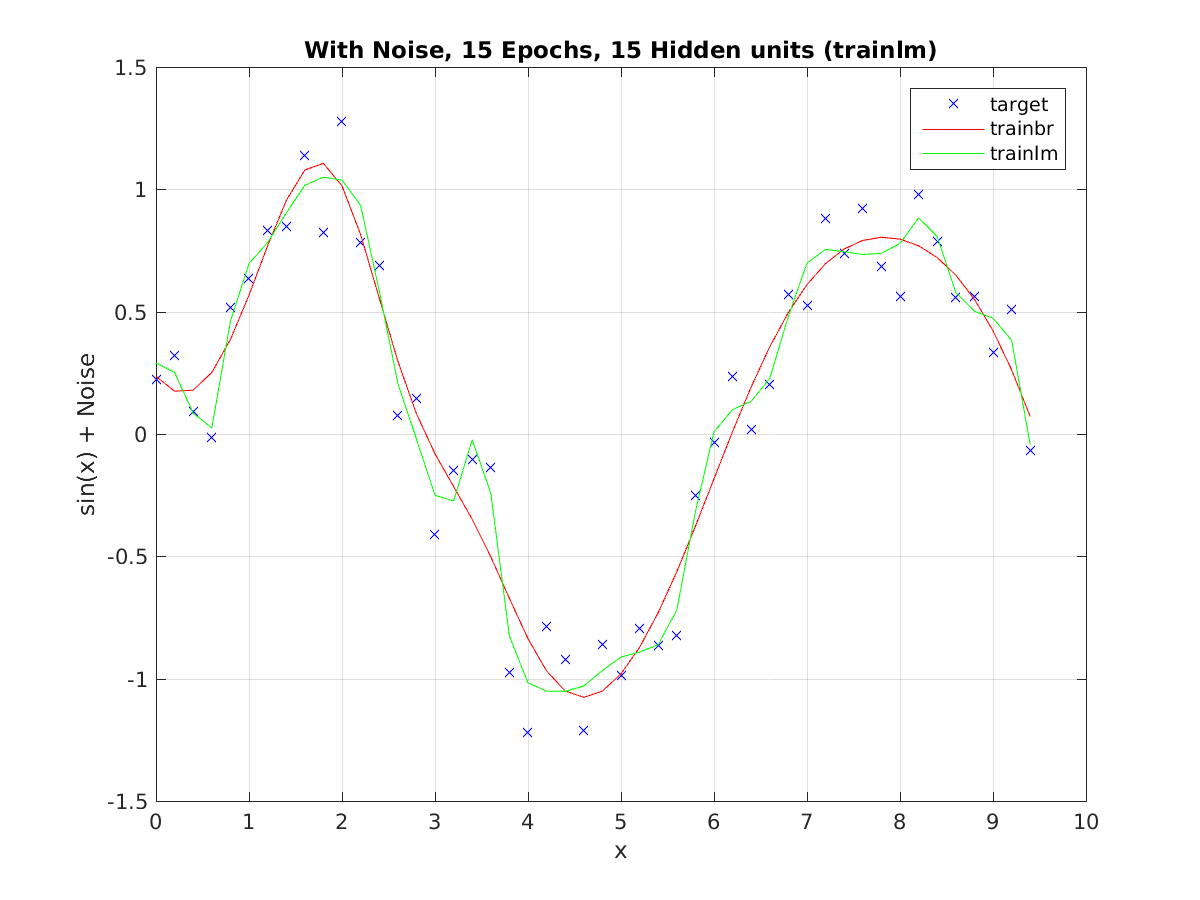 With Noise, 15 Epochs, 15 Hidden units (trainlm)
1.5
1
0.5
0
-0.5
-1
-1.5
sin(x) + Noise
target
trainbr
trainlm
0 1 2 3 4 5 6 7 8 9 10
x